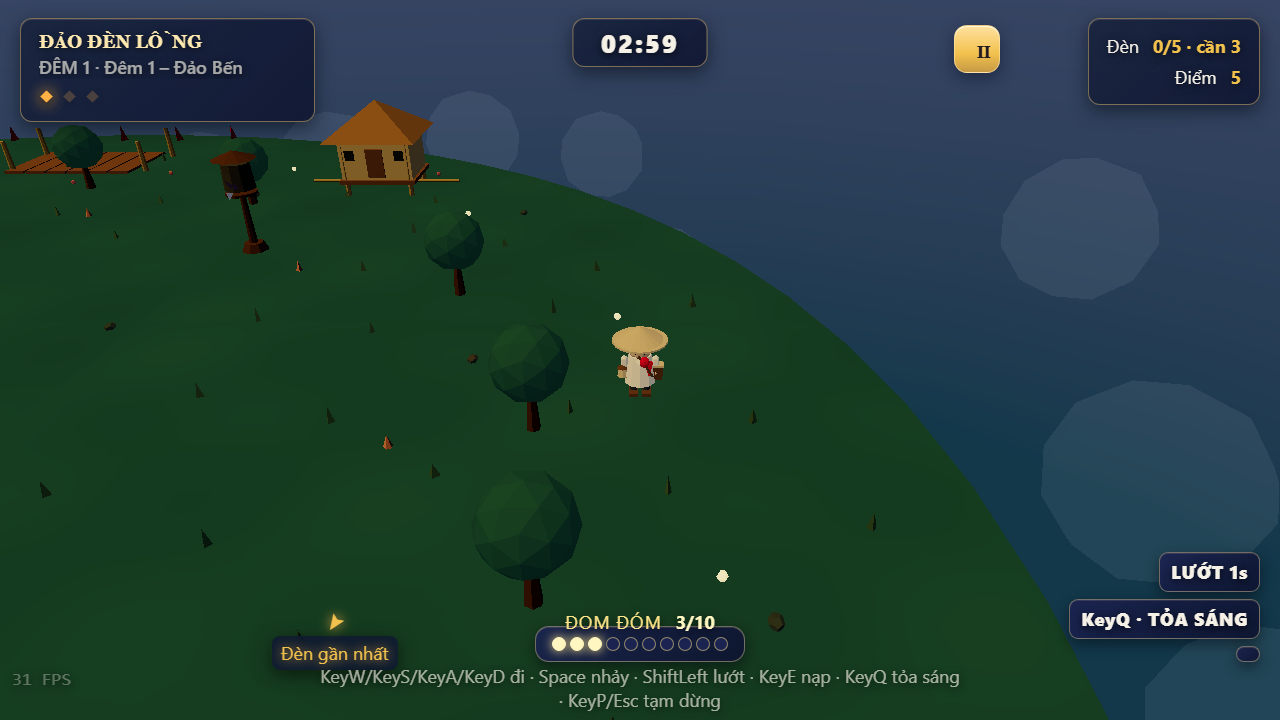 ĐẢO ĐÈN LỒNG
ĐÊM 1 · Đêm 1 – Đảo Bến
02:59
II
Đèn 0/5 · cần 3
Điểm 5
LƯỚT 1s
KeyQ · TỎA SÁNG
ĐOM ĐÓM 3/10
Đèn gần nhất
KeyW/KeyS/KeyA/KeyD đi · Space nhảy · ShiftLeft lướt · KeyE nạp · KeyQ tỏa sáng
· KeyP/Esc tạm dừng
31 FPS